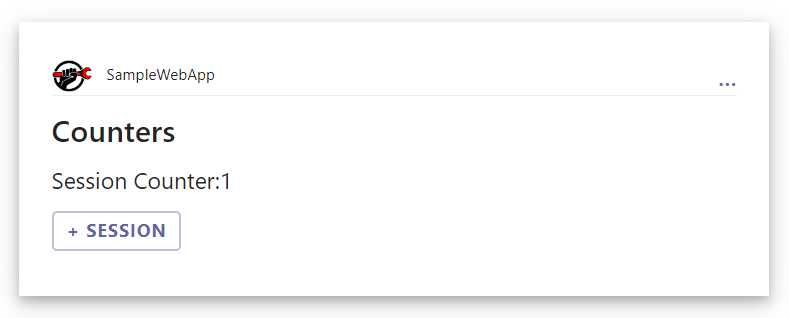 SampleWebApp
...
Counters
Session Counter:1
+ SESSION